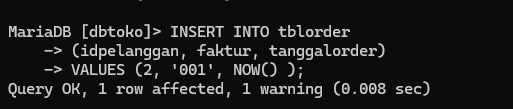 MariaDB [dbtoko]> INSERT INTO tblorder
    -> (idpelanggan, faktur, tanggalorder)
    -> VALUES (2, '001', NOW() );
Query OK, 1 row affected, 1 warning (0.008 sec)